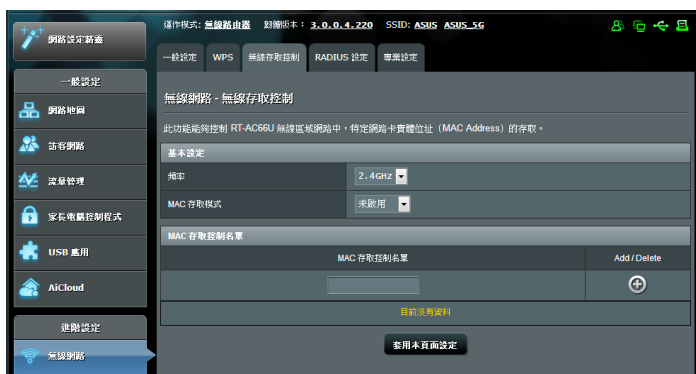 運作模式: 無線路由器 韌體版本: 3.0.0.4.220 SSID: ASUS ASUS_5G
網路設定精靈
一般設定 WPS 無線存取控制 RADIUS 設定 專業設定
一般設定
網路地圖
訪客網路
流量管理
家長電腦控制程式
USB 應用
AiCloud
進階設定
無線網路
無線網路 - 無線存取控制
此功能能夠控制 RT-AC66U 無線區域網路中，特定網路卡實體位址（MAC Address）的存取。
基本設定
頻率 2.4GHz
MAC 存取模式 未啟用
MAC 存取控制名單
MAC 存取控制名單 Add / Delete
目前沒有資料
套用本頁面設定